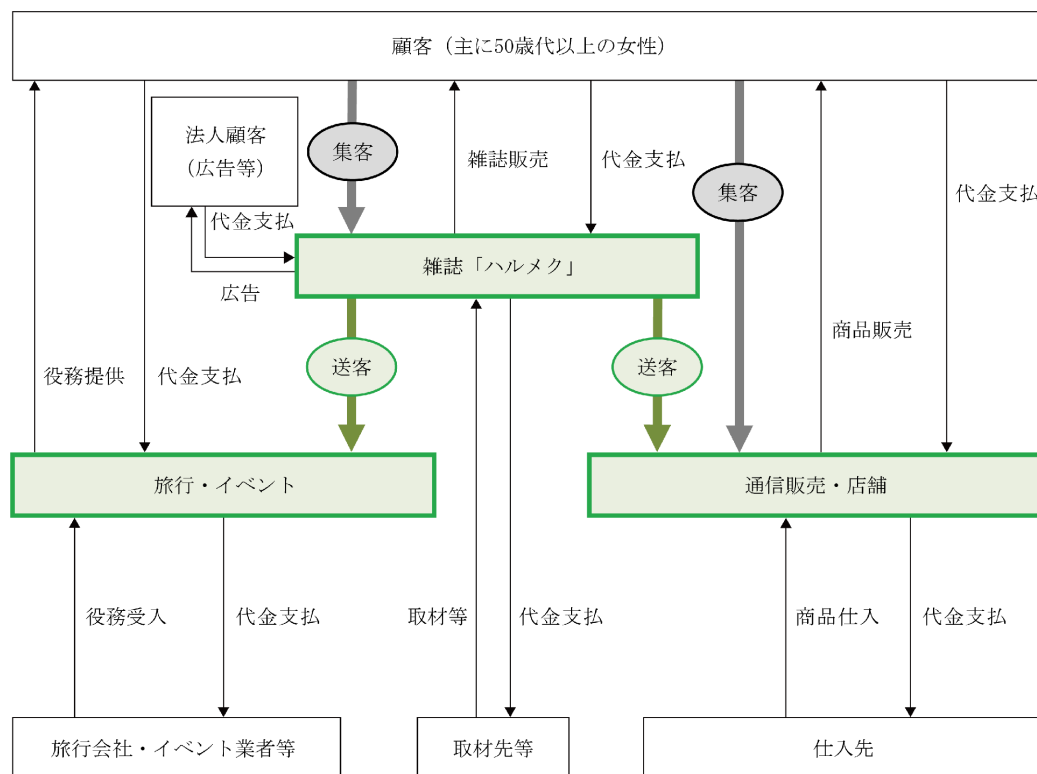 顧客（主に50歳代以上の女性）
法人顧客
（広告等）
集客
雑誌販売
代金支払
集客
代金支払
代金支払
雑誌「ハルメク」
広告
商品販売
送客
送客
役務提供
代金支払
旅行・イベント
通信販売・店舗
役務受入
代金支払
取材等
代金支払
商品仕入
代金支払
旅行会社・イベント業者等
取材先等
仕入先